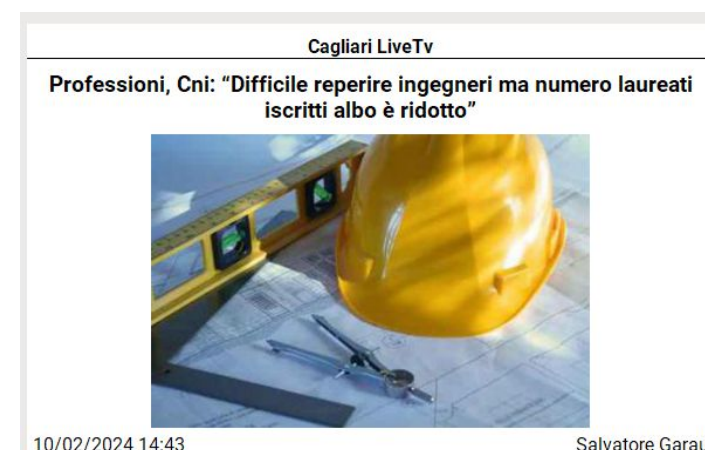 Cagliari LiveTv
Professioni, Cni: “Difficile reperire ingegneri ma numero laureati
iscritti albo è ridotto”
10/02/2024 14:43
Salvatore Garau